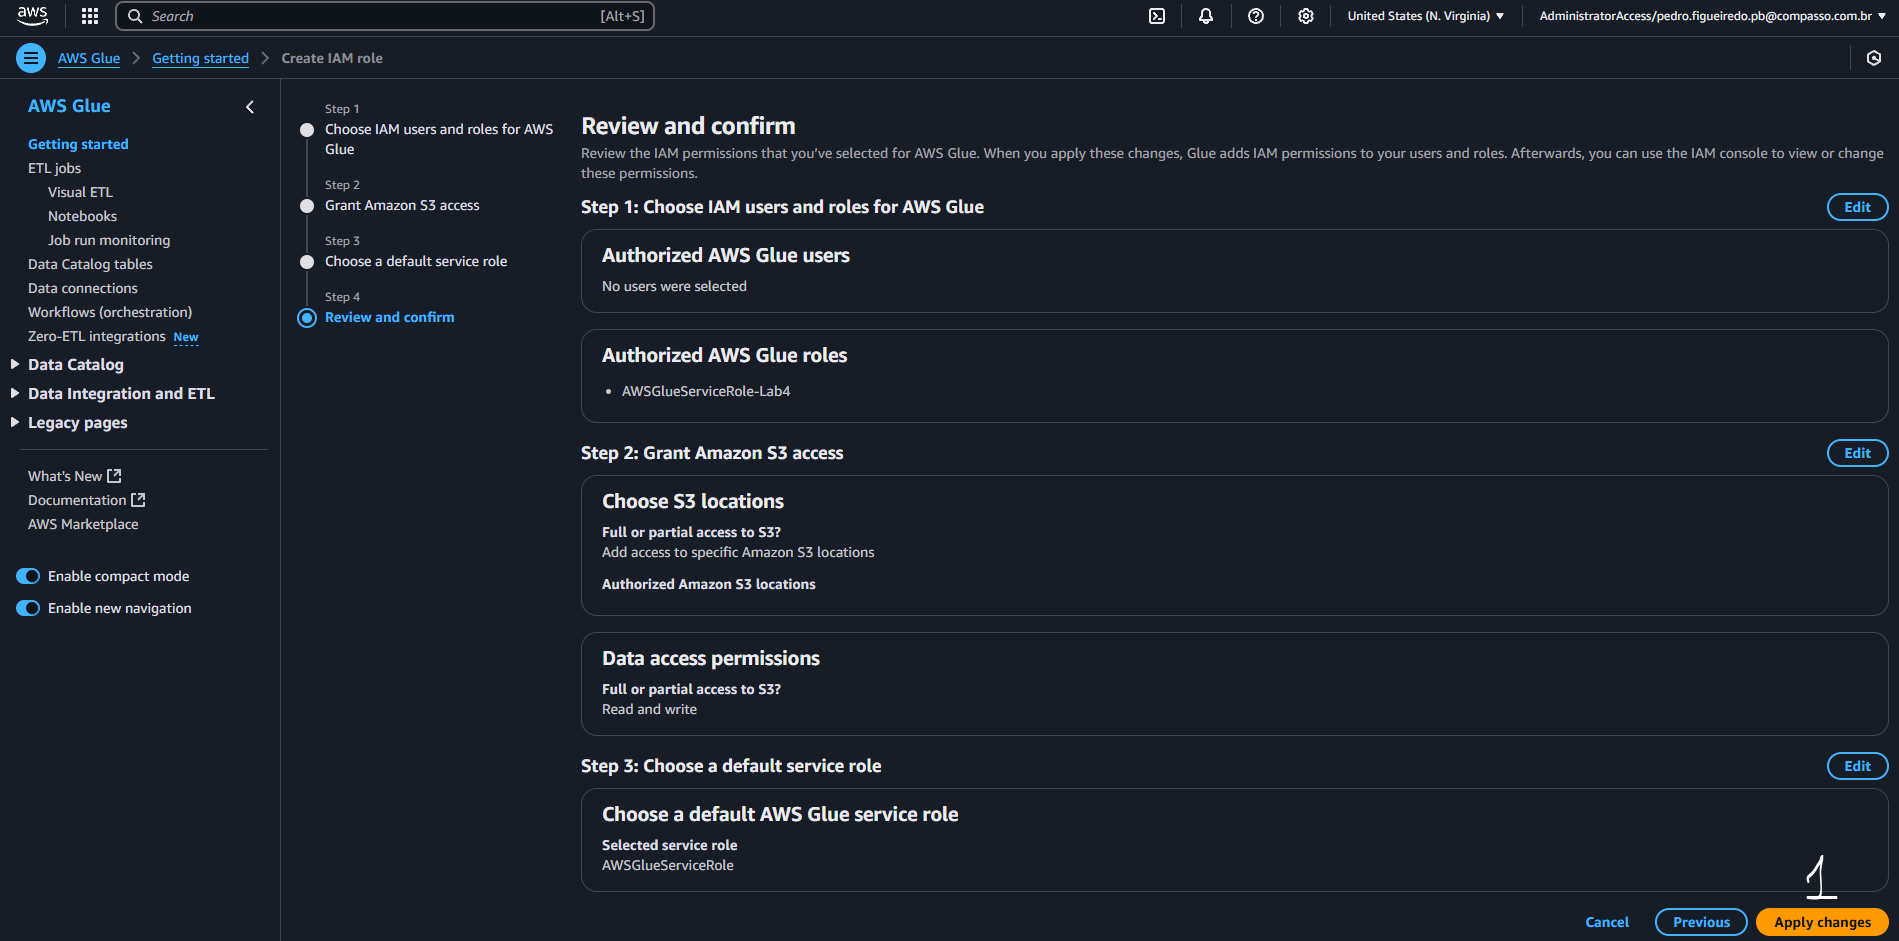 aws
Search [Alt+S]
United States (N. Virginia)
AdministratorAccess/pedro.figueiredo.pb@compasso.com.br
AWS Glue
Getting started
Create IAM role
AWS Glue
Getting started
ETL jobs
Visual ETL
Notebooks
Job run monitoring
Data Catalog tables
Data connections
Workflows (orchestration)
Zero-ETL integrations New
Data Catalog
Data Integration and ETL
Legacy pages
What's New
Documentation
AWS Marketplace
Enable compact mode
Enable new navigation
Step 1
Choose IAM users and roles for AWS
Glue
Step 2
Grant Amazon S3 access
Step 3
Choose a default service role
Step 4
Review and confirm
Review and confirm
Review the IAM permissions that you've selected for AWS Glue. When you apply these changes, Glue adds IAM permissions to your users and roles. Afterwards, you can use the IAM console to view or change
these permissions.
Step 1: Choose IAM users and roles for AWS Glue
Edit
Authorized AWS Glue users
No users were selected
Authorized AWS Glue roles
• AWSGlueServiceRole-Lab4
Step 2: Grant Amazon S3 access
Edit
Choose S3 locations
Full or partial access to S3?
Add access to specific Amazon S3 locations
Authorized Amazon S3 locations
Data access permissions
Full or partial access to S3?
Read and write
Step 3: Choose a default service role
Edit
Choose a default AWS Glue service role
Selected service role
AWSGlueServiceRole
1
Cancel
Previous
Apply changes